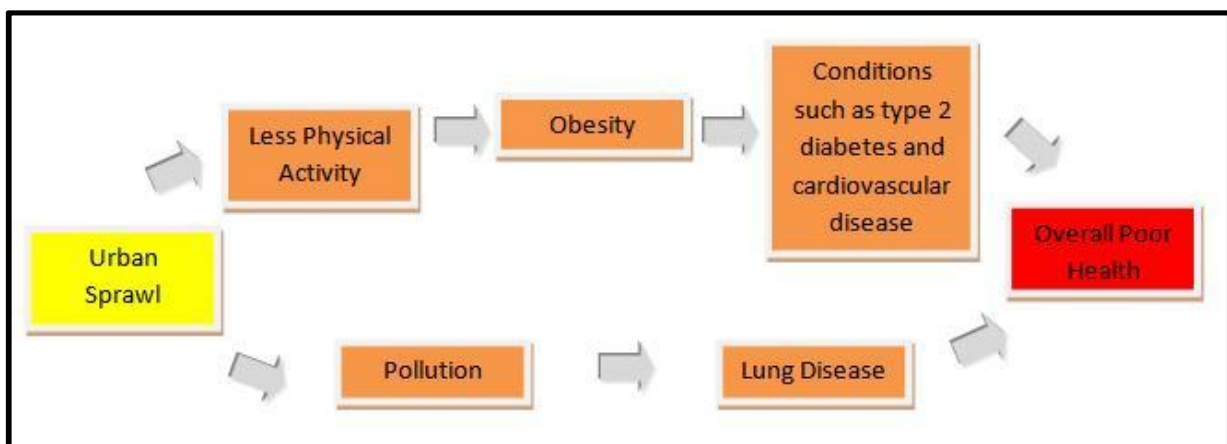 Urban
Sprawl
Less Physical
Activity
Obesity
Conditions
such as type 2
diabetes and
cardiovascular
disease
Pollution
Lung Disease
Overall Poor
Health